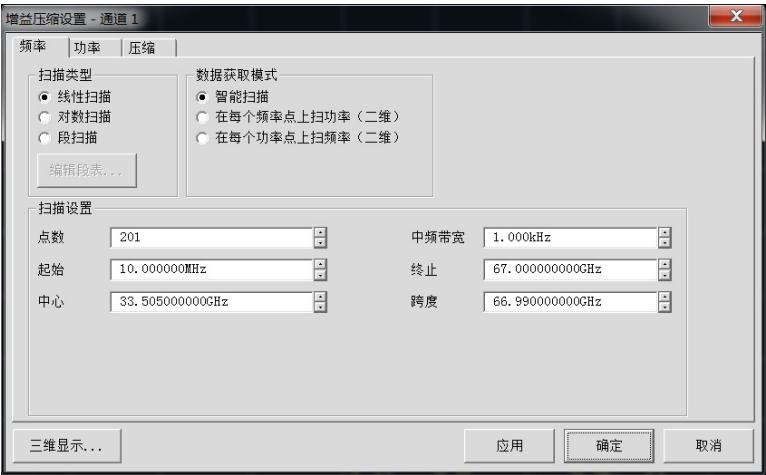 增益压缩设置 - 通道 1
频率 功率 压缩
扫描类型
线性扫描
对数扫描
段扫描
编辑段表...
数据获取模式
智能扫描
在每个频率点上扫功率（二维）
在每个功率点上扫频率（二维）
扫描设置
点数 201 中频带宽 1.000kHz
起始 10.000000MHz 终止 67.000000000GHz
中心 33.505000000GHz 跨度 66.990000000GHz
三维显示... 应用 确定 取消